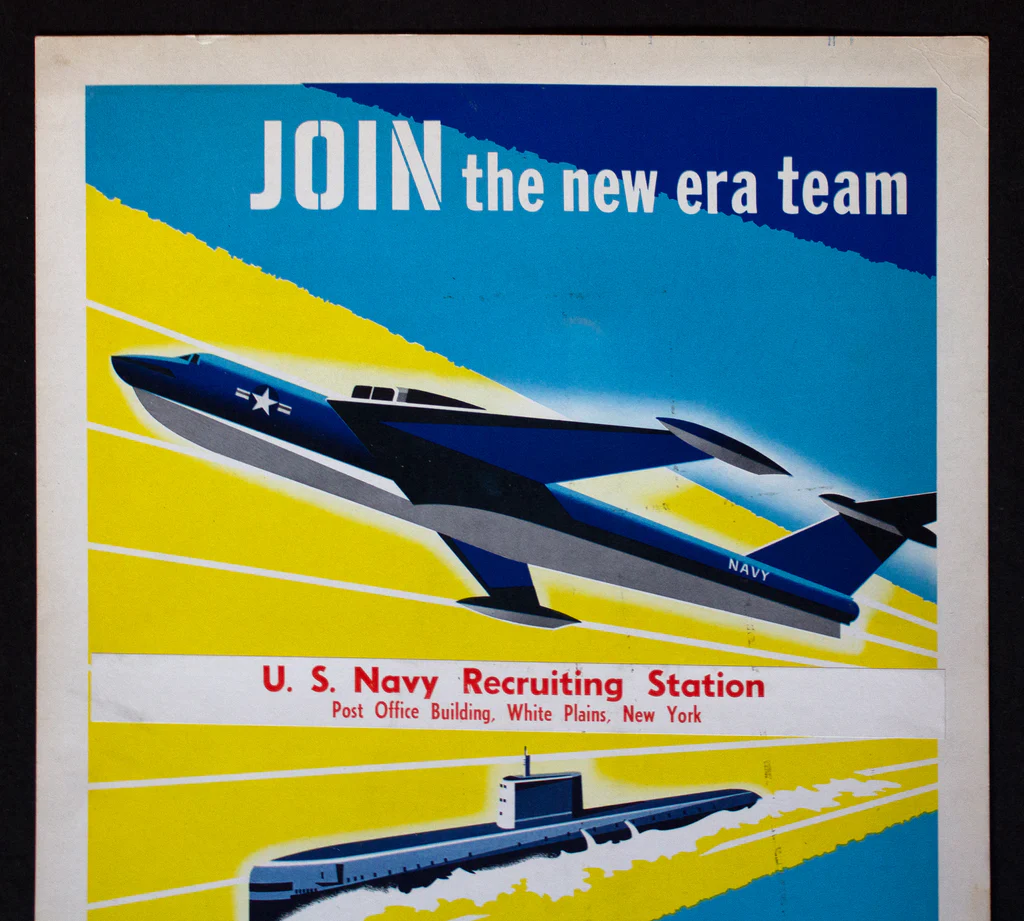 JOIN the new era team
NAVY
U. S. Navy Recruiting Station
Post Office Building, White Plains, New York